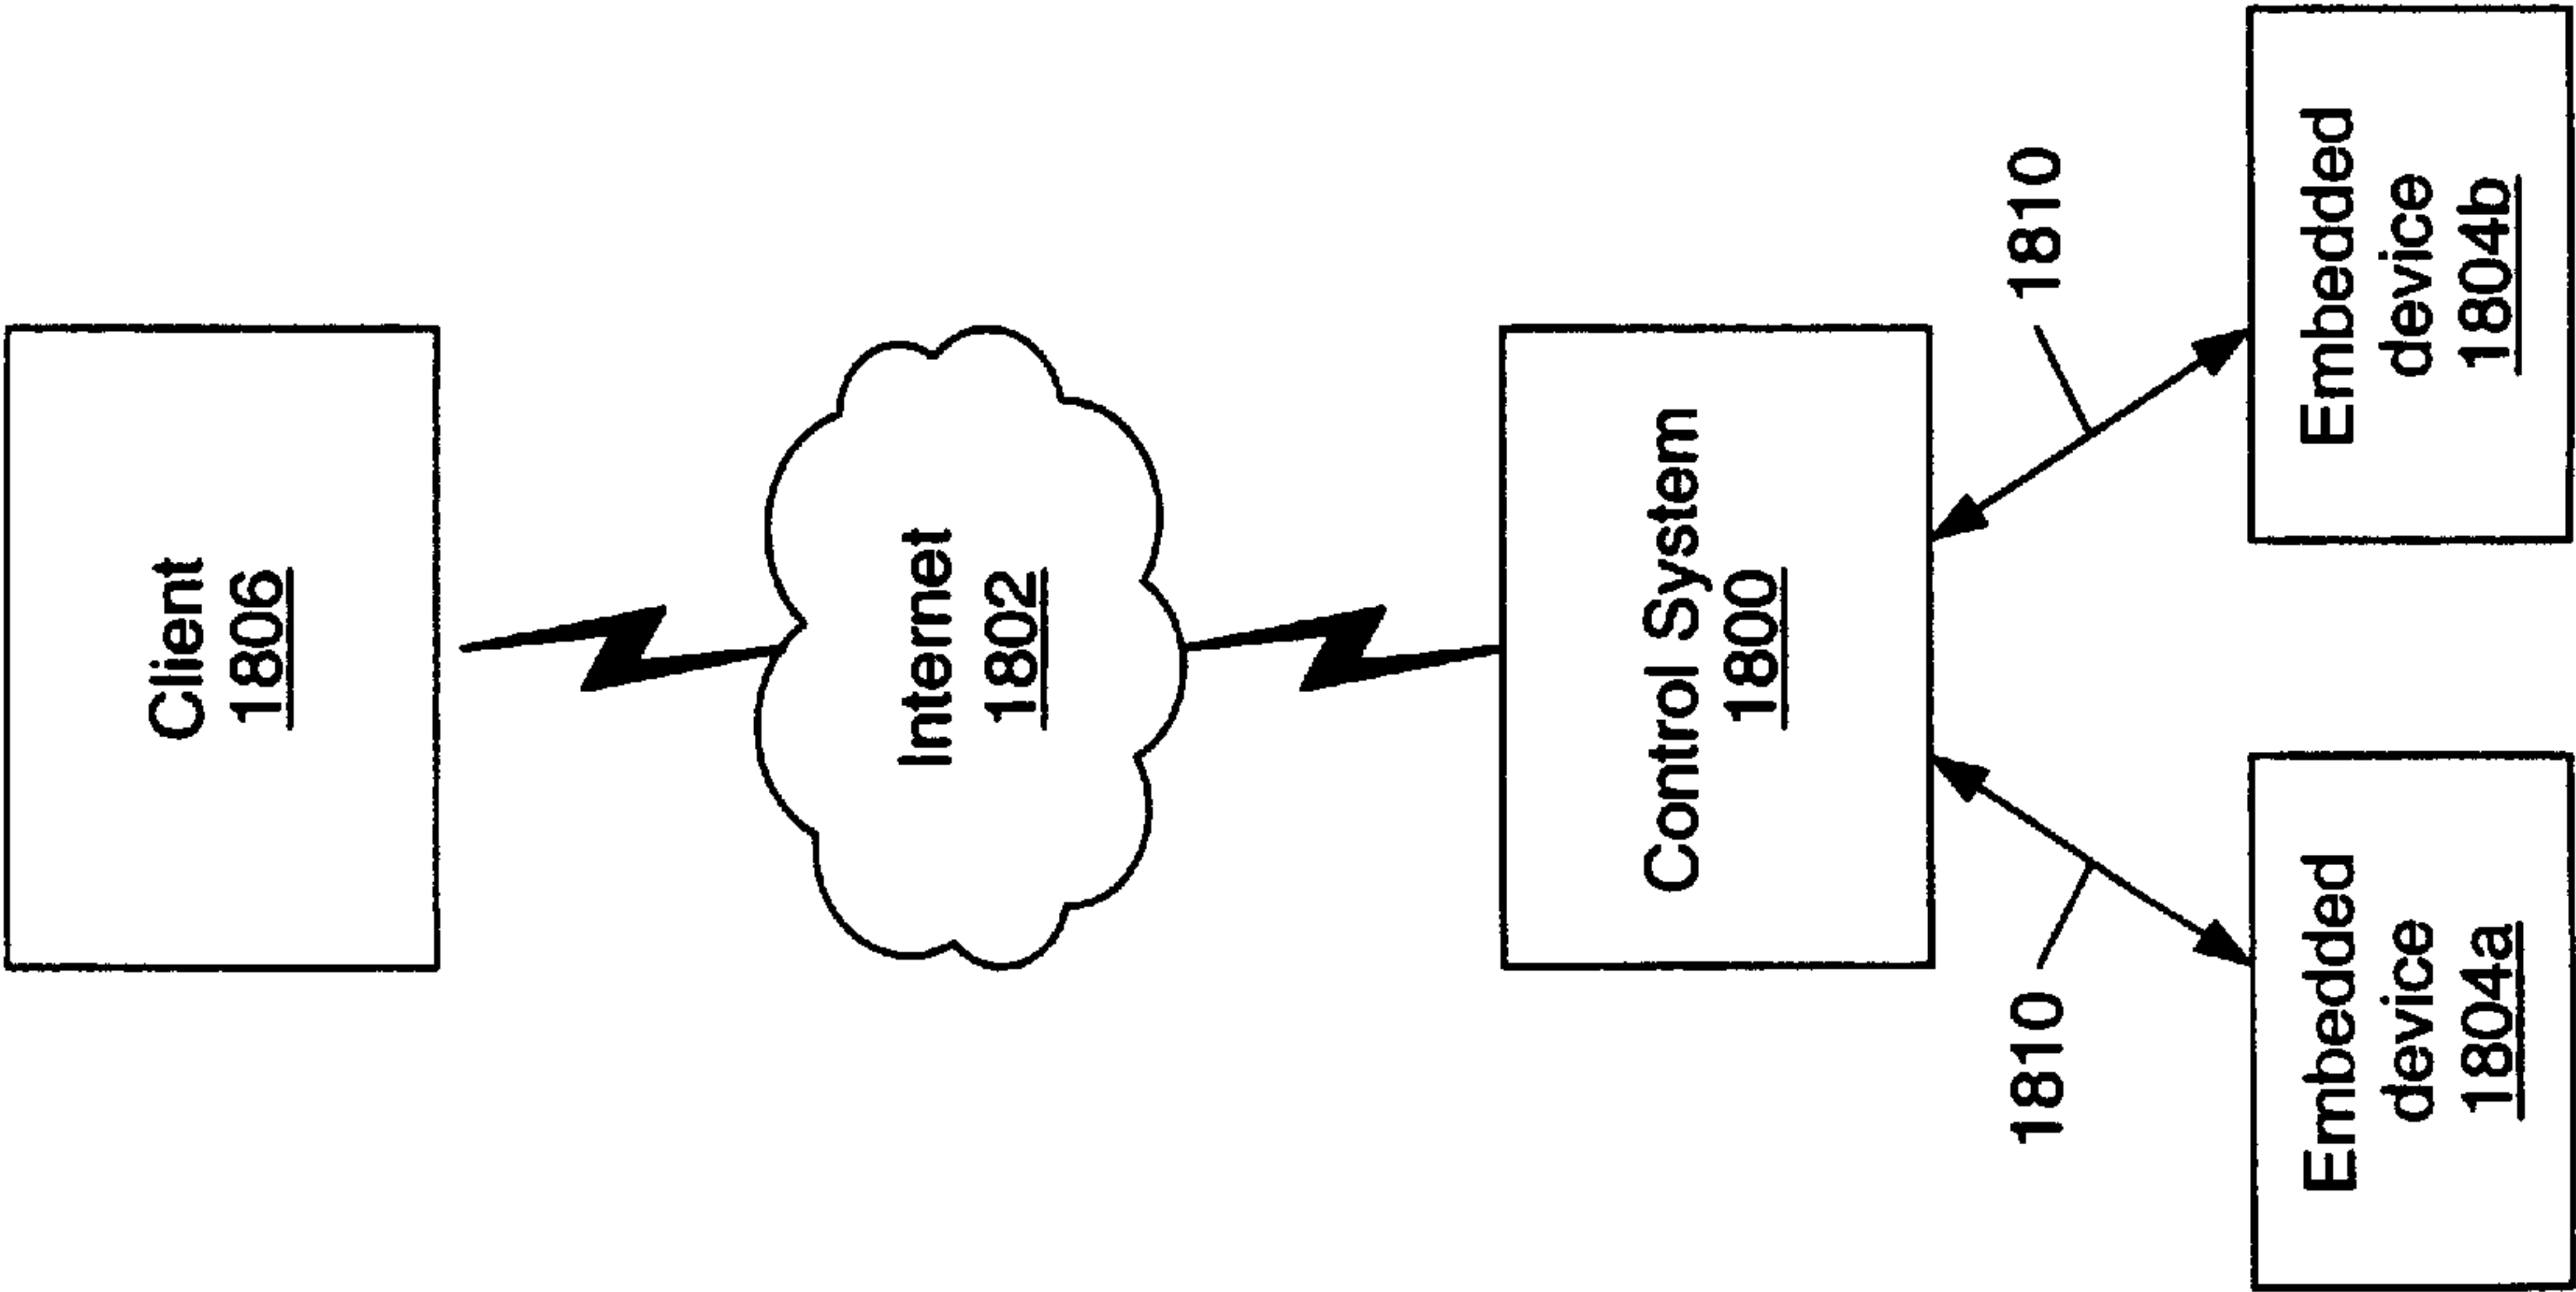 Client
1806
Internet
1802
Control System
1800
1810
1810
Embedded
device
1804a
Embedded
device
1804b